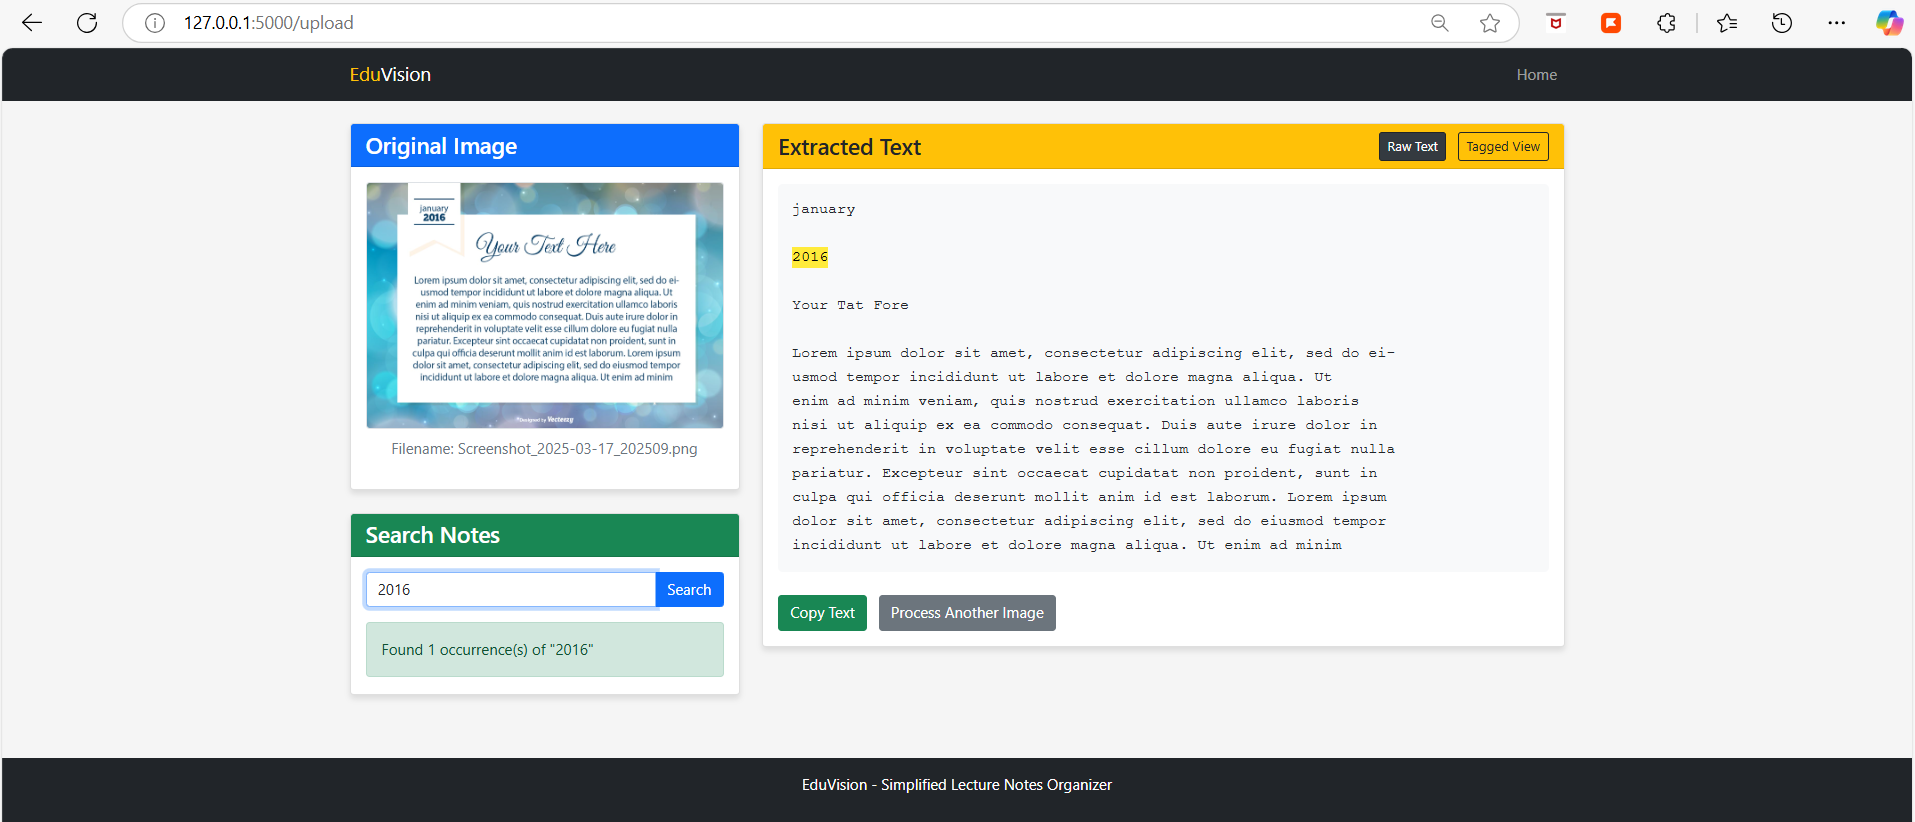 127.0.0.1:5000/upload
EduVision
Home
Original Image
january
2016
Your Text Here
Lorem ipsum dolor sit amet, consectetur adipiscing elit, sed do ei-
usmod tempor incididunt ut labore et dolore magna aliqua. Ut
enim ad minim veniam, quis nostrud exercitation ullamco laboris
nisi ut aliquip ex ea commodo consequat. Duis aute irure dolor in
reprehenderit in voluptate velit esse cillum dolore eu fugiat nulla
pariatur. Excepteur sint occaecat cupidatat non proident, sunt in
culpa qui officia deserunt mollit anim id est laborum. Lorem ipsum
dolor sit amet, consectetur adipiscing elit, sed do eiusmod tempor
incididunt ut labore et dolore magna aliqua. Ut enim ad minim
Designed by Vecteezy
Filename: Screenshot_2025-03-17_202509.png
Search Notes
2016
Search
Found 1 occurrence(s) of "2016"
Extracted Text
Raw Text
Tagged View
january
2016
Your Tat Fore
Lorem ipsum dolor sit amet, consectetur adipiscing elit, sed do ei-
usmod tempor incididunt ut labore et dolore magna aliqua. Ut
enim ad minim veniam, quis nostrud exercitation ullamco laboris
nisi ut aliquip ex ea commodo consequat. Duis aute irure dolor in
reprehenderit in voluptate velit esse cillum dolore eu fugiat nulla
pariatur. Excepteur sint occaecat cupidatat non proident, sunt in
culpa qui officia deserunt mollit anim id est laborum. Lorem ipsum
dolor sit amet, consectetur adipiscing elit, sed do eiusmod tempor
incididunt ut labore et dolore magna aliqua. Ut enim ad minim
Copy Text
Process Another Image
EduVision - Simplified Lecture Notes Organizer